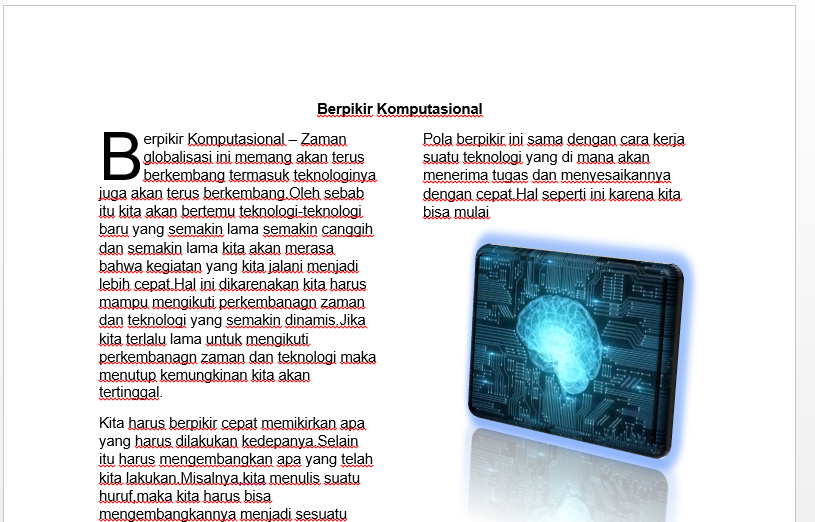 Berpikir Komputasional
Berpikir Komputasional – Zaman
globalisasi ini memang akan terus
berkembang termasuk teknologinya
juga akan terus berkembang.Oleh sebab
itu kita akan bertemu teknologi-teknologi
baru yang semakin lama semakin canggih
dan semakin lama kita akan merasa
bahwa kegiatan yang kita jalani menjadi
lebih cepat.Hal ini dikarenakan kita harus
mampu mengikuti perkembanagn zaman
dan teknologi yang semakin dinamis.Jika
kita terlalu lama untuk mengikuti
perkembanagn zaman dan teknologi maka
menutup kemungkinan kita akan
tertinggal.
Kita harus berpikir cepat memikirkan apa
yang harus dilakukan kedepanya.Selain
itu harus mengembangkan apa yang telah
kita lakukan.Misalnya,kita menulis suatu
huruf,maka kita harus bisa
mengembangkannya menjadi sesuatu
Pola berpikir ini sama dengan cara kerja
suatu teknologi yang di mana akan
menerima tugas dan menyesaikannya
dengan cepat.Hal seperti ini karena kita
bisa mulai